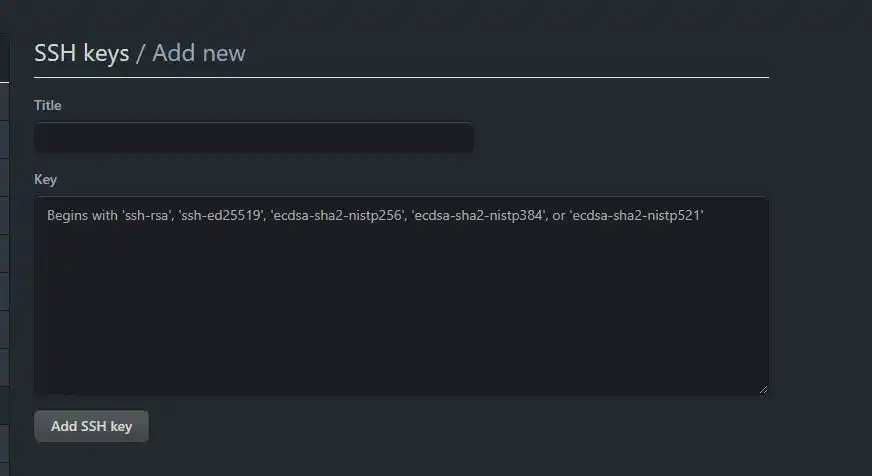 SSH keys / Add new
Title
Key
Begins with 'ssh-rsa', 'ssh-ed25519', 'ecdsa-sha2-nistp256', 'ecdsa-sha2-nistp384', or 'ecdsa-sha2-nistp521'
Add SSH key